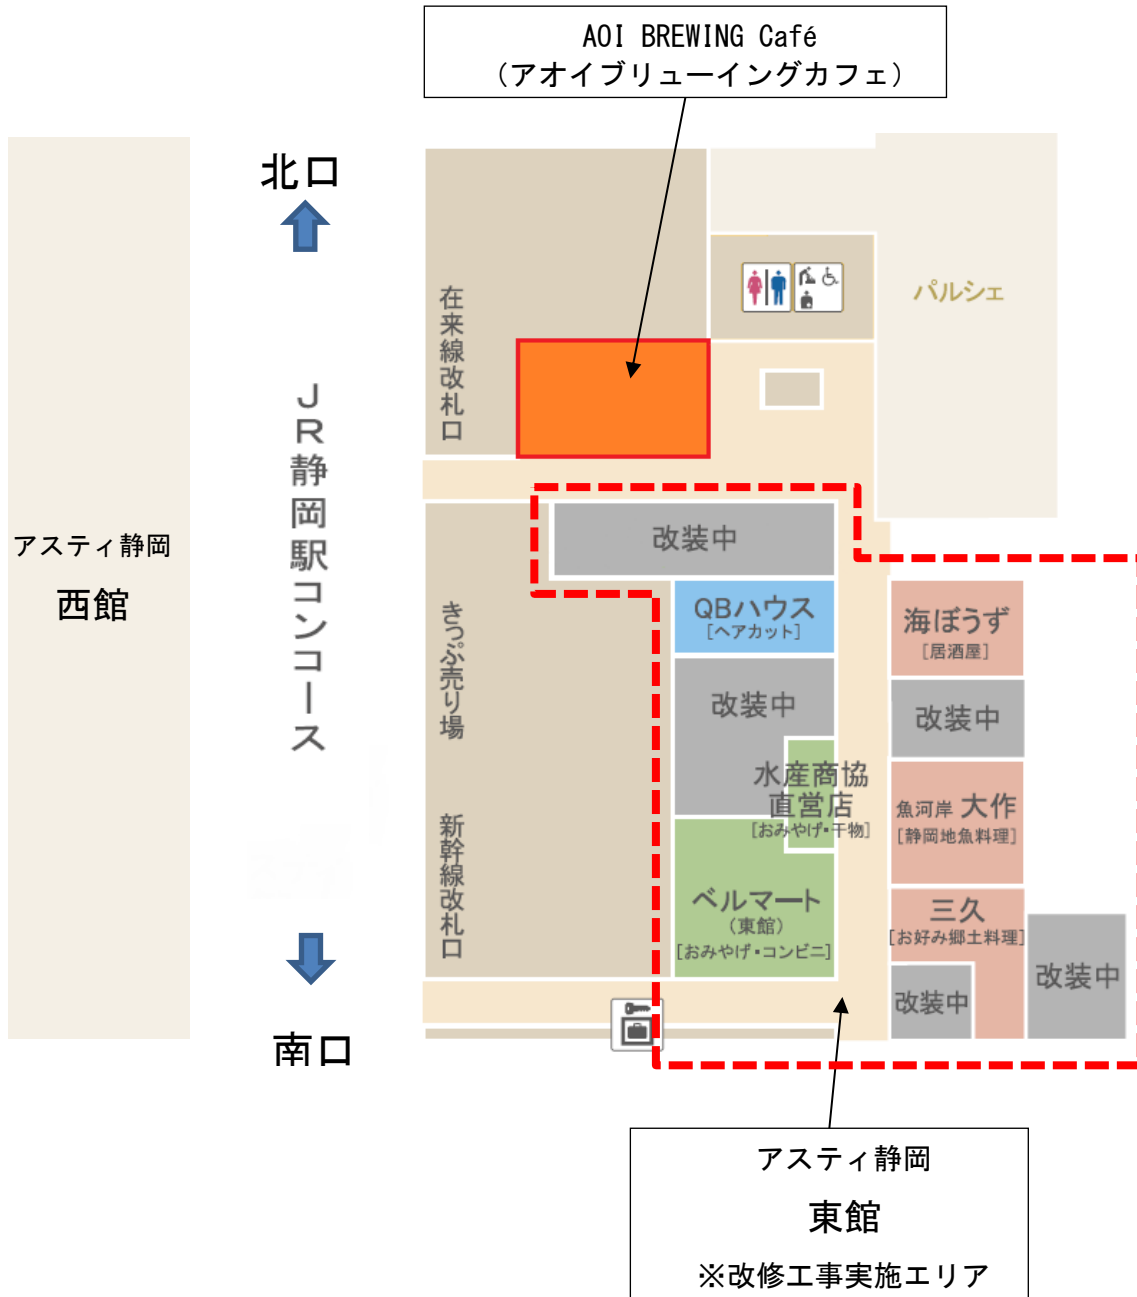 AOI BREWING Café
（アオイブリューイングカフェ）
北口
在来線改札口
パルシェ
JR静岡駅コンコース
アスティ静岡
西館
改装中
QBハウス
[ヘアカット]
海ぼうず
[居酒屋]
きっぷ売り場
改装中
改装中
水産商協
直営店
[おみやげ・干物]
魚河岸 大作
[静岡地魚料理]
新幹線改札口
ベルマート
(東館)
[おみやげ・コンビニ]
三久
[お好み郷土料理]
改装中
改装中
南口
アスティ静岡
東館
※改修工事実施エリア